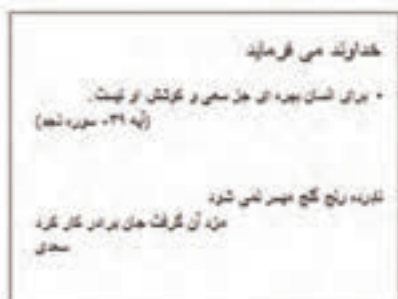 خداوند می فرماید
• برای انسان بهره ای جز سعی و کوشش او نیست.
(آیه ۳۹- سوره نجم)
نابرده رنج گنج میسر نمی شود
مزد آن گرفت جان برادر کار کرد
سعدی